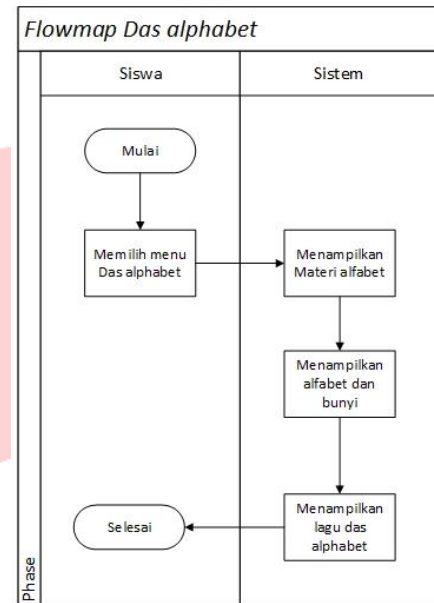 Flowmap Das alphabet
Siswa
Sistem
Mulai
Memilih menu
Das alphabet
Menampilkan
Materi alfabet
Menampilkan
alfabet dan
bunyi
Menampilkan
lagu das
alphabet
Selesai
Phase